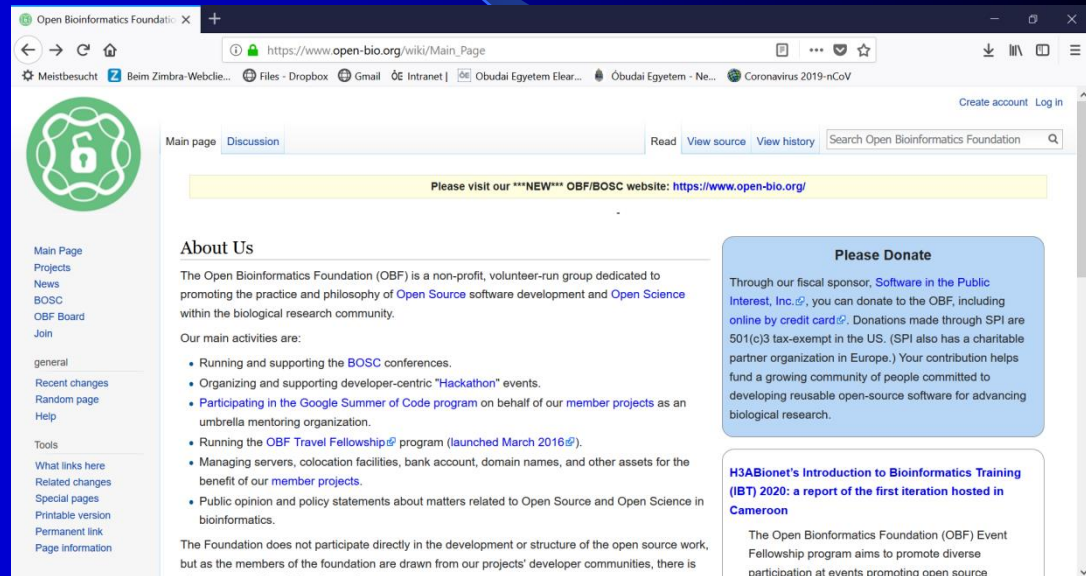 Open Bioinformatics Foundatio
https://www.open-bio.org/wiki/Main_Page
Meistbesucht
Beim Zimbra-Webclie...
Files - Dropbox
Gmail
ÓE Intranet |
Obudai Egyetem Elear...
Óbudai Egyetem - Ne...
Coronavirus 2019-nCoV
Create account Log in
Main page Discussion
Read View source View history Search Open Bioinformatics Foundation
Please visit our ***NEW*** OBF/BOSC website: https://www.open-bio.org/
-
Main Page
Projects
News
BOSC
OBF Board
Join
general
Recent changes
Random page
Help
Tools
What links here
Related changes
Special pages
Printable version
Permanent link
Page information
About Us
The Open Bioinformatics Foundation (OBF) is a non-profit, volunteer-run group dedicated to
promoting the practice and philosophy of Open Source software development and Open Science
within the biological research community.
Our main activities are:
• Running and supporting the BOSC conferences.
• Organizing and supporting developer-centric "Hackathon" events.
• Participating in the Google Summer of Code program on behalf of our member projects as an
umbrella mentoring organization.
• Running the OBF Travel Fellowship program (launched March 2016).
• Managing servers, colocation facilities, bank account, domain names, and other assets for the
benefit of our member projects.
• Public opinion and policy statements about matters related to Open Source and Open Science in
bioinformatics.
The Foundation does not participate directly in the development or structure of the open source work,
but as the members of the foundation are drawn from our projects' developer communities, there is
Please Donate
Through our fiscal sponsor, Software in the Public
Interest, Inc., you can donate to the OBF, including
online by credit card. Donations made through SPI are
501(c)3 tax-exempt in the US. (SPI also has a charitable
partner organization in Europe.) Your contribution helps
fund a growing community of people committed to
developing reusable open-source software for advancing
biological research.
H3ABionet's Introduction to Bioinformatics Training
(IBT) 2020: a report of the first iteration hosted in
Cameroon
The Open Bionformatics Foundation (OBF) Event
Fellowship program aims to promote diverse
participation at events promoting open source